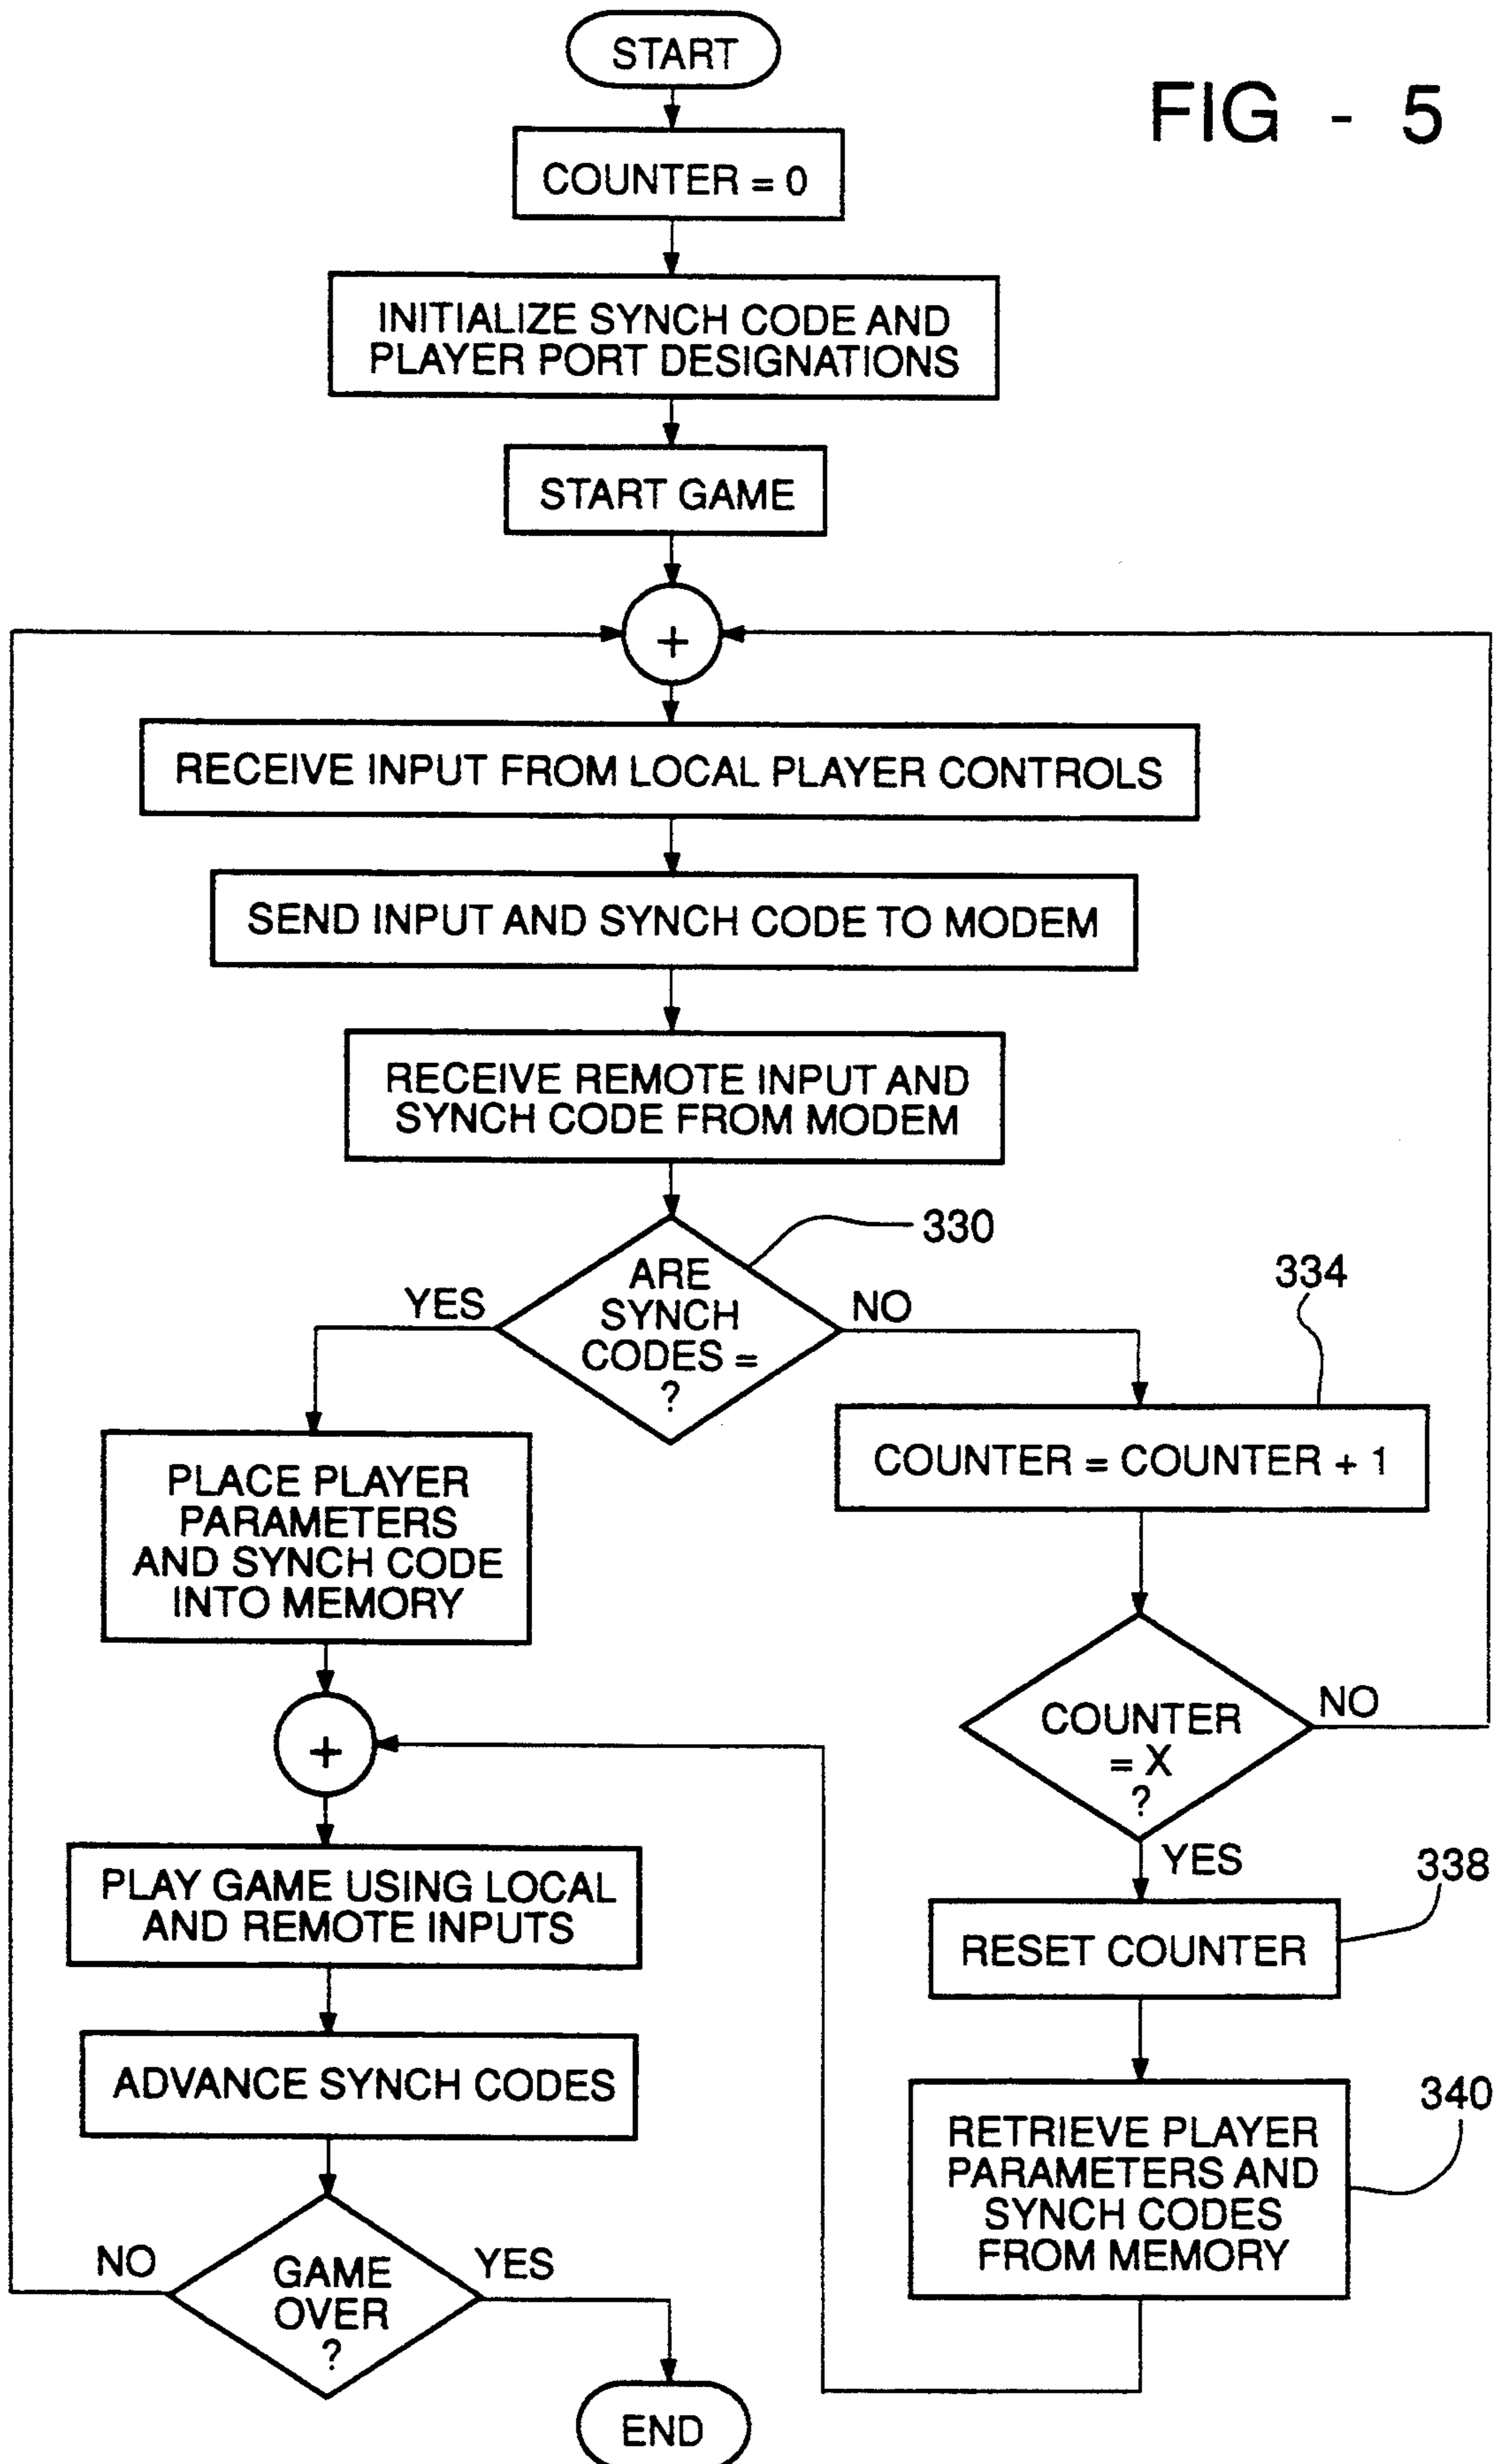 START
FIG - 5
COUNTER = 0
INITIALIZE SYNCH CODE AND
PLAYER PORT DESIGNATIONS
START GAME
+
RECEIVE INPUT FROM LOCAL PLAYER CONTROLS
SEND INPUT AND SYNCH CODE TO MODEM
RECEIVE REMOTE INPUT AND
SYNCH CODE FROM MODEM
330
ARE
SYNCH
CODES =
?
YES
NO
334
COUNTER = COUNTER + 1
PLACE PLAYER
PARAMETERS
AND SYNCH CODE
INTO MEMORY
+
COUNTER
= X
?
NO
YES
338
RESET COUNTER
PLAY GAME USING LOCAL
AND REMOTE INPUTS
ADVANCE SYNCH CODES
340
RETRIEVE PLAYER
PARAMETERS AND
SYNCH CODES
FROM MEMORY
NO
GAME
OVER
?
YES
END